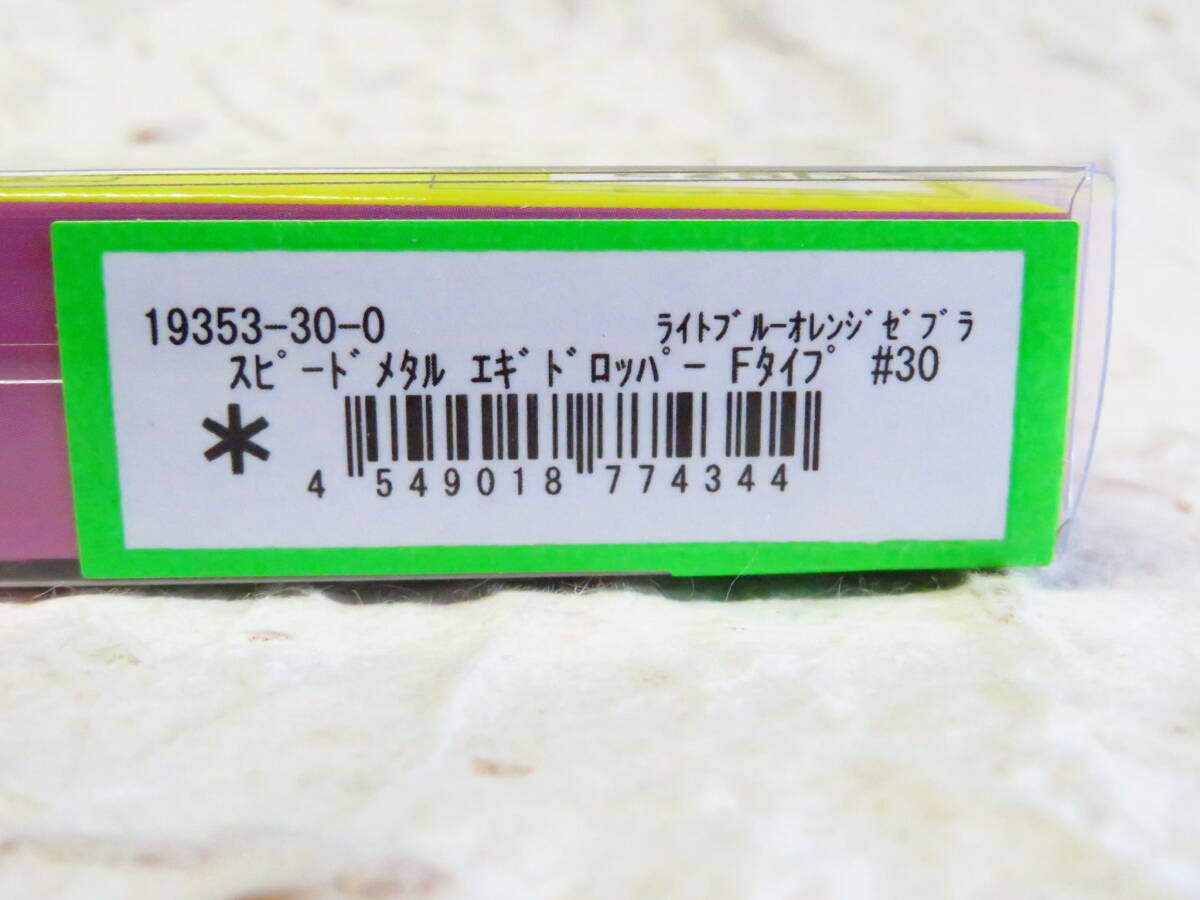 19353-30-0 ﾗｲﾄﾌﾞﾙｰｵﾚﾝｼﾞｾﾞﾌﾞﾗ
ｽﾋﾟｰﾄﾞﾒﾀﾙ ｴｷﾞﾄﾞﾛｯﾊﾟｰ Fﾀｲﾌﾟ #30
*
4 549018 774344